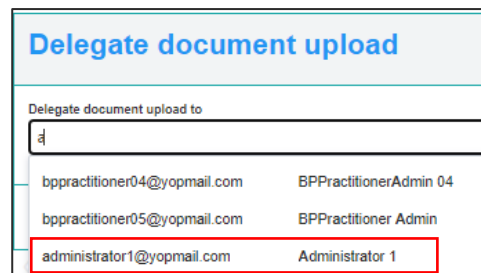 Delegate document upload
Delegate document upload to
a
bppractitioner04@yopmail.com BPPractitionerAdmin 04
bppractitioner05@yopmail.com BPPractitioner Admin
administrator1@yopmail.com Administrator 1